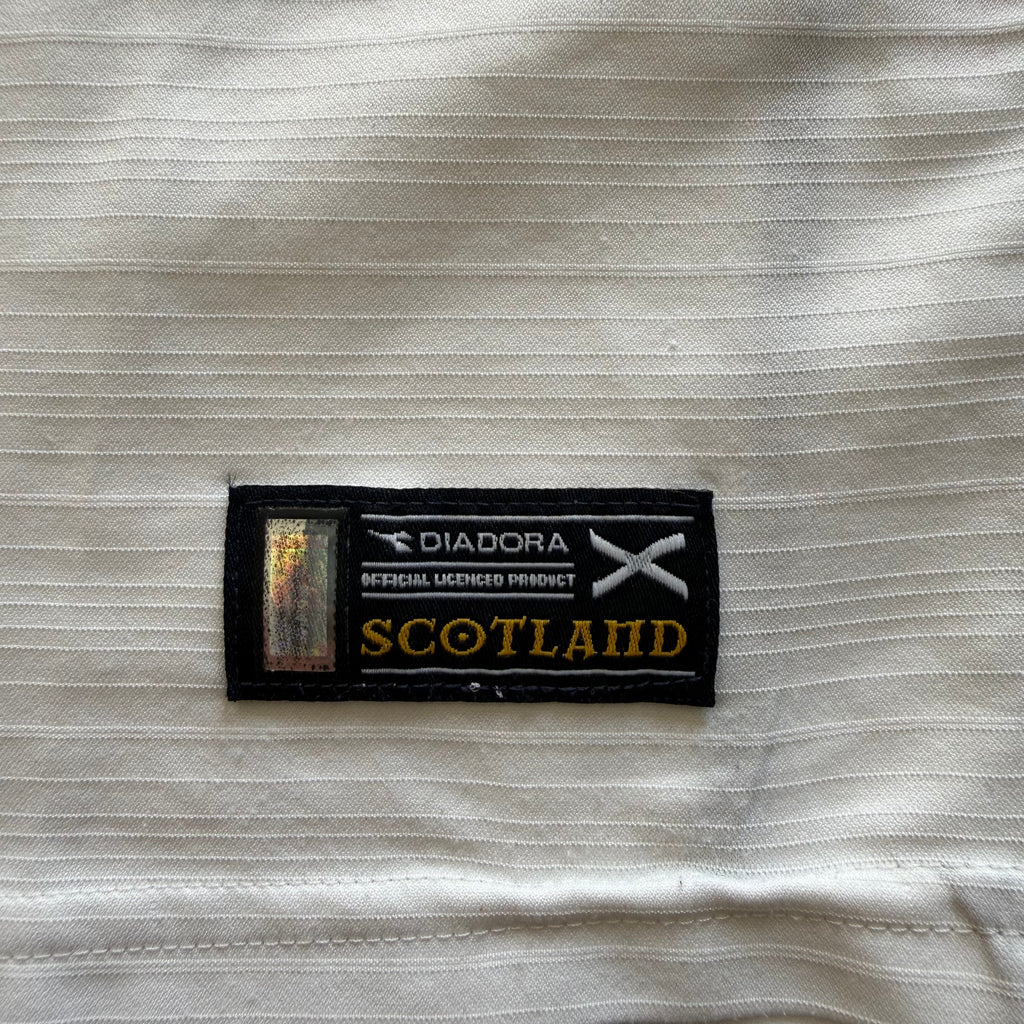 DIADORA
OFFICIAL LICENCED PRODUCT
SCOTLAND